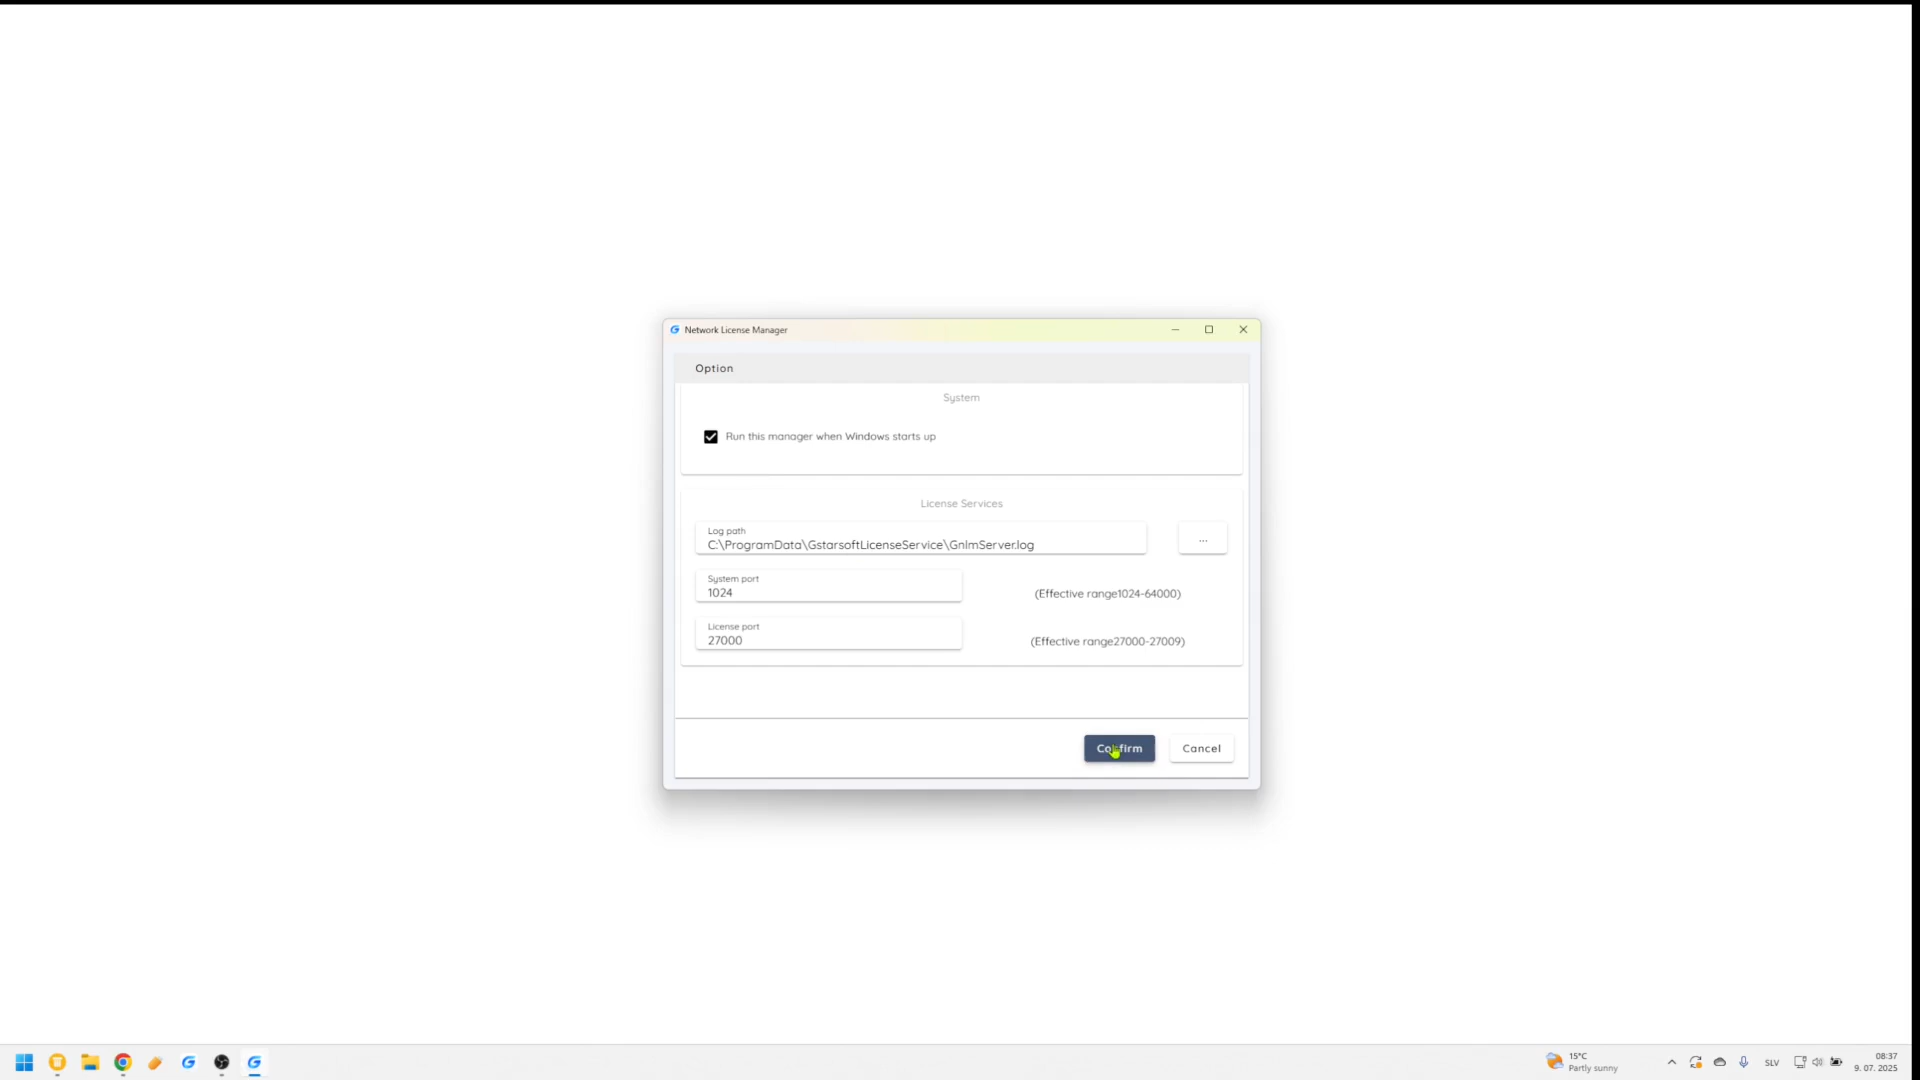 Network License Manager
Option
System
Run this manager when Windows starts up
License Services
Log path
C:\ProgramData\GstarsoftLicenseService\GnlmServer.log
...
System port
1024
(Effective range1024-64000)
License port
27000
(Effective range27000-27009)
Confirm
Cancel
15°C
Partly sunny
SLV
08:37
9. 07. 2025